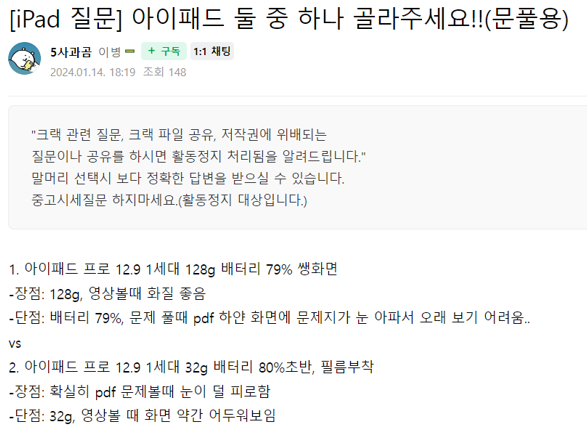 [iPad 질문] 아이패드 둘 중 하나 골라주세요!!(문풀용)
5사과곰 이병 + 구독 1:1 채팅
2024.01.14. 18:19 조회 148
"크랙 관련 질문, 크랙 파일 공유, 저작권에 위배되는
질문이나 공유를 하시면 활동정지 처리됨을 알려드립니다."
말머리 선택시 보다 정확한 답변을 받으실 수 있습니다.
중고시세질문 하지마세요.(활동정지 대상입니다.)
1. 아이패드 프로 12.9 1세대 128g 배터리 79% 쌩화면
-장점: 128g, 영상볼때 화질 좋음
-단점: 배터리 79%, 문제 풀때 pdf 하얀 화면에 문제지가 눈 아파서 오래 보기 어려움..
vs
2. 아이패드 프로 12.9 1세대 32g 배터리 80%초반, 필름부착
-장점: 확실히 pdf 문제볼때 눈이 덜 피로함
-단점: 32g, 영상볼 때 화면 약간 어두워보임